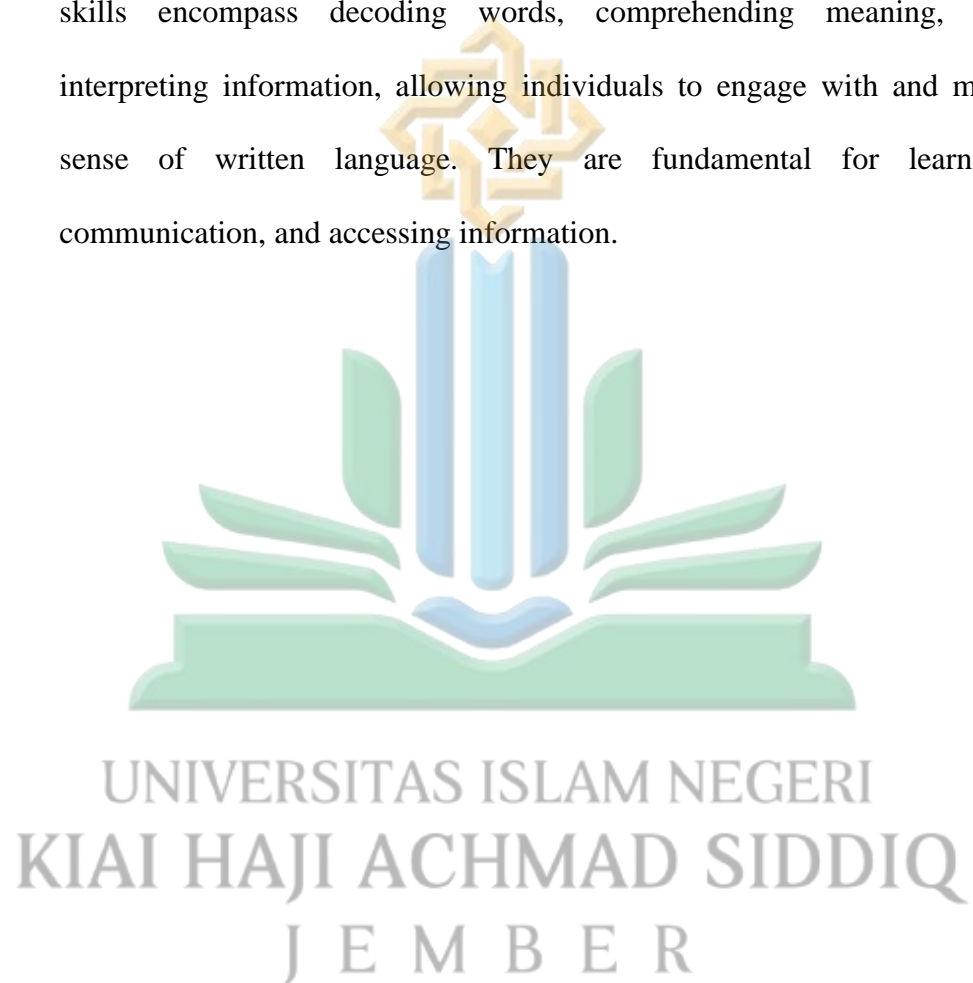 skills encompass decoding words, comprehending meaning,
interpreting information, allowing individuals to engage with and
sense of written language. They are fundamental for
communication, and accessing information.
UNIVERSITAS ISLAM NEGERI
KIAI HAJI ACHMAD SIDDIQ
JEMBER